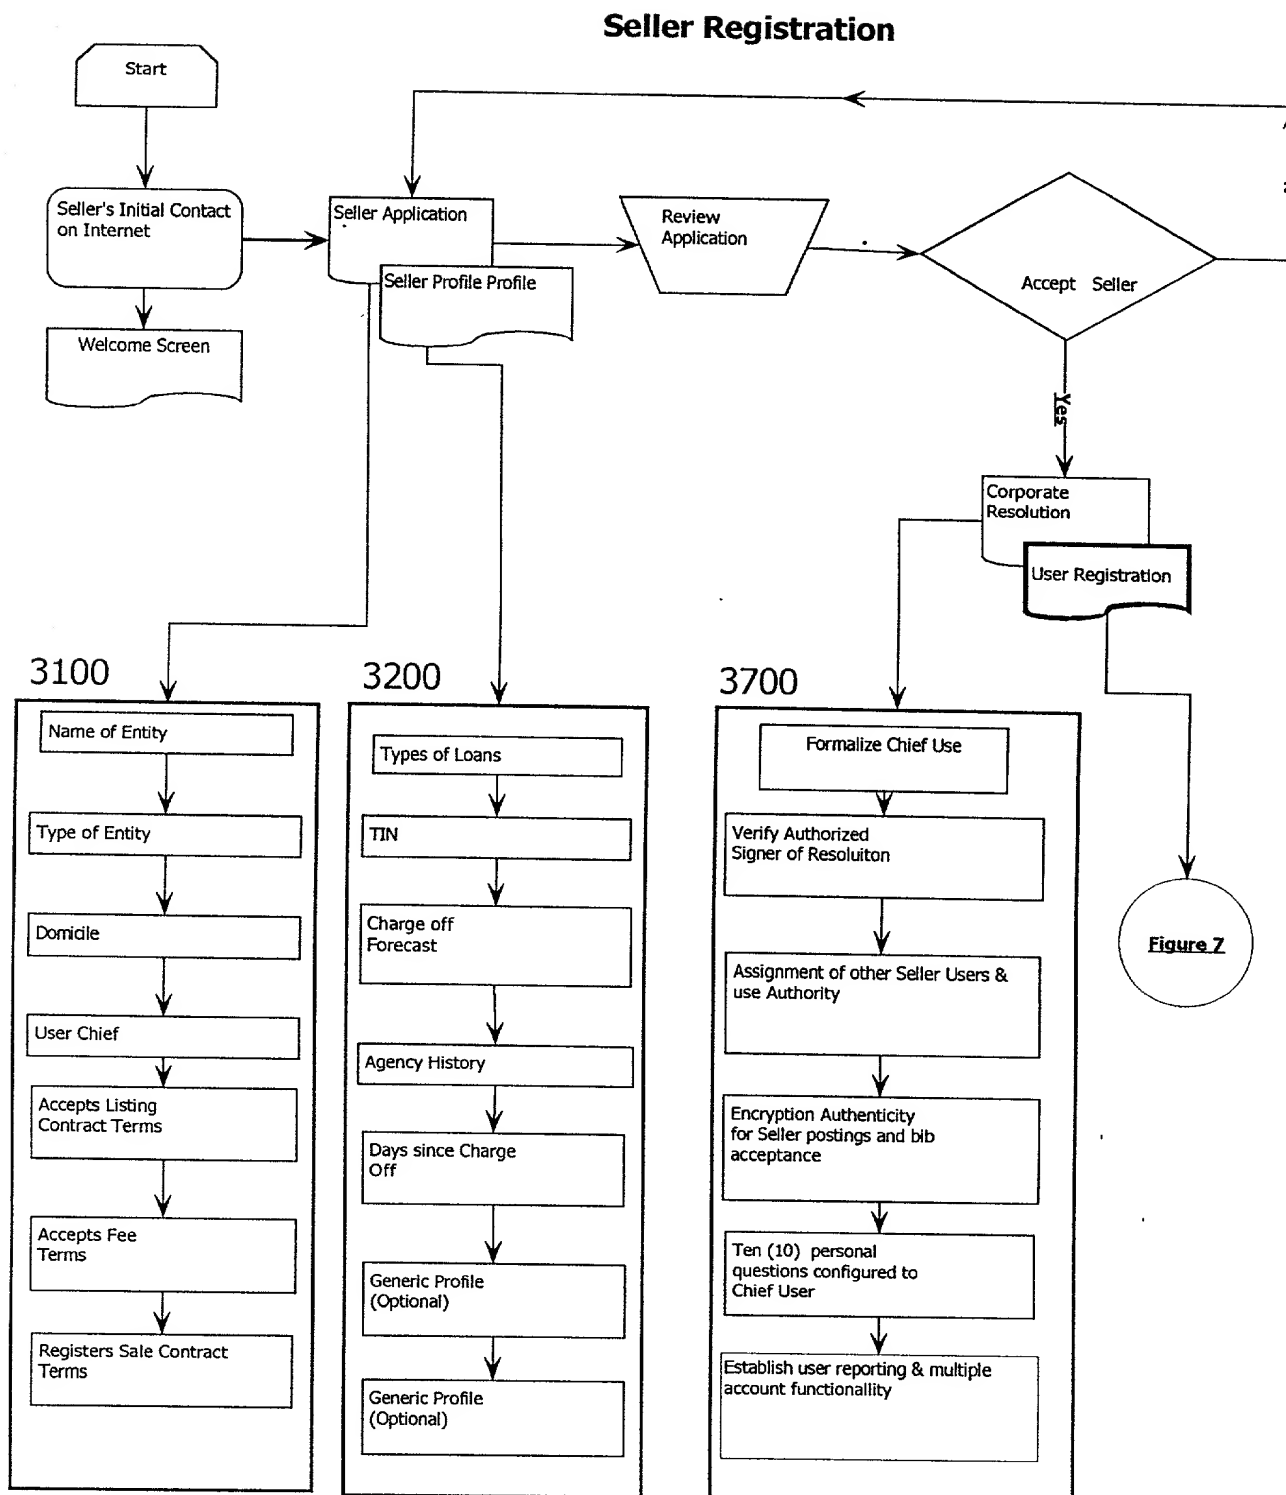 Seller Registration
Start
Seller's Initial Contact
on Internet
Welcome Screen
Seller Application
Seller Profile Profile
Review
Application
Accept Seller
Yes
Corporate
Resolution
User Registration
Figure 7
3100
Name of Entity
Type of Entity
Domicile
User Chief
Accepts Listing
Contract Terms
Accepts Fee
Terms
Registers Sale Contract
Terms
3200
Types of Loans
TIN
Charge off
Forecast
Agency History
Days since Charge
Off
Generic Profile
(Optional)
Generic Profile
(Optional)
3700
Formalize Chief Use
Verify Authorized
Signer of Resoluiton
Assignment of other Seller Users &
use Authority
Encryption Authenticity
for Seller postings and bib
acceptance
Ten (10) personal
questions configured to
Chief User
Establish user reporting & multiple
account functionallity